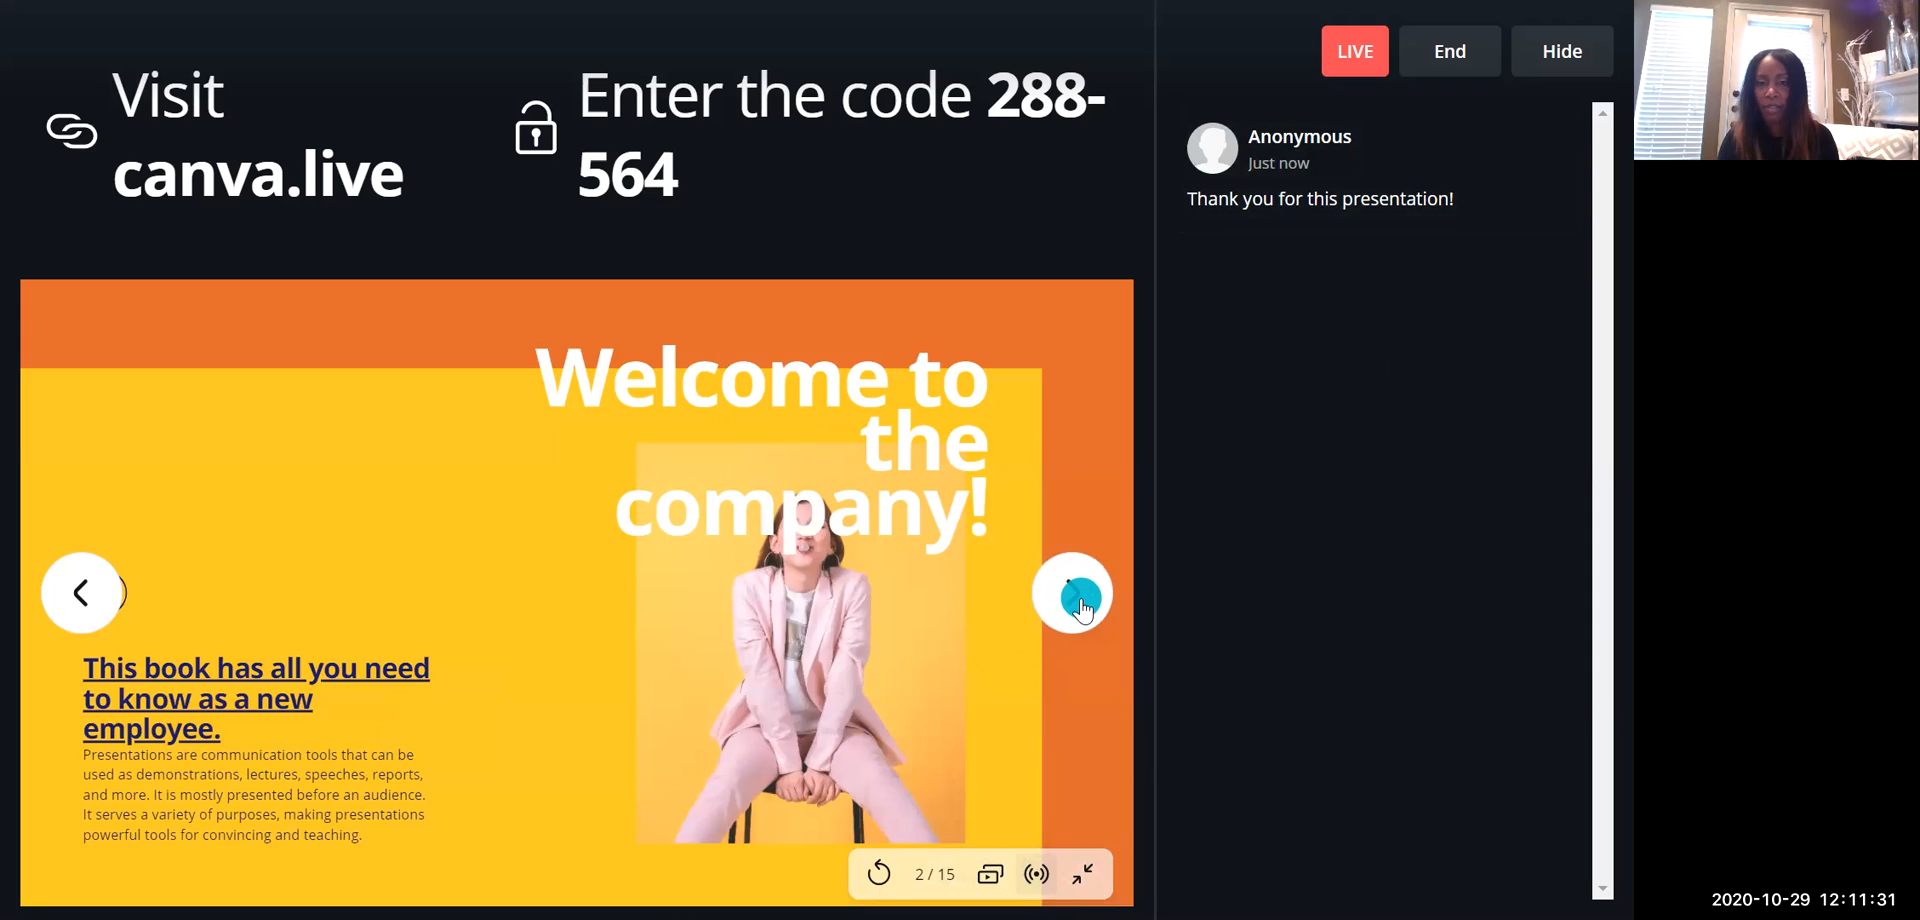 Visit
canva.live
Enter the code 288-
564
LIVE
End
Hide
Anonymous
Just now
Thank you for this presentation!
Welcome to
the
company!
This book has all you need
to know as a new
employee.
Presentations are communication tools that can be
used as demonstrations, lectures, speeches, reports,
and more. It is mostly presented before an audience.
It serves a variety of purposes, making presentations
powerful tools for convincing and teaching.
2 / 15
2020-10-29 12:11:31